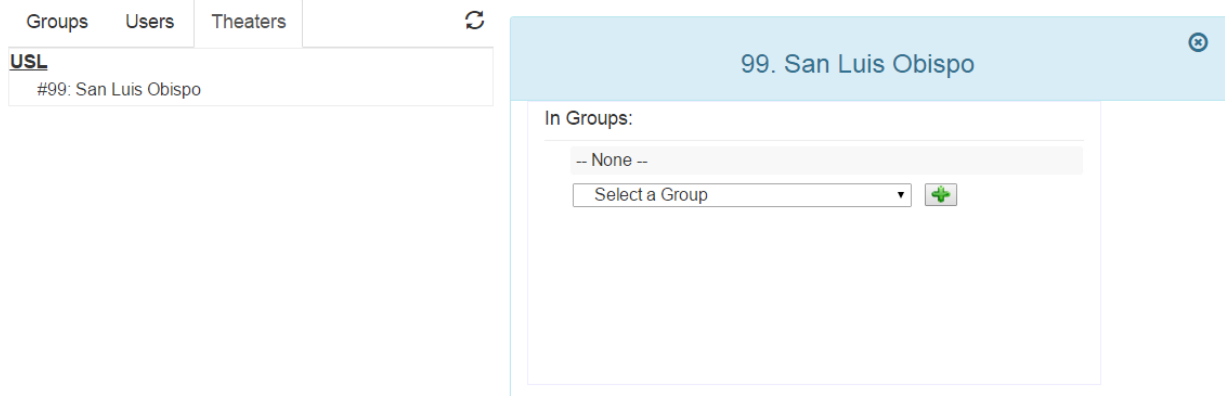 Groups Users Theaters
USL
#99: San Luis Obispo
99. San Luis Obispo
In Groups:
-- None --
Select a Group